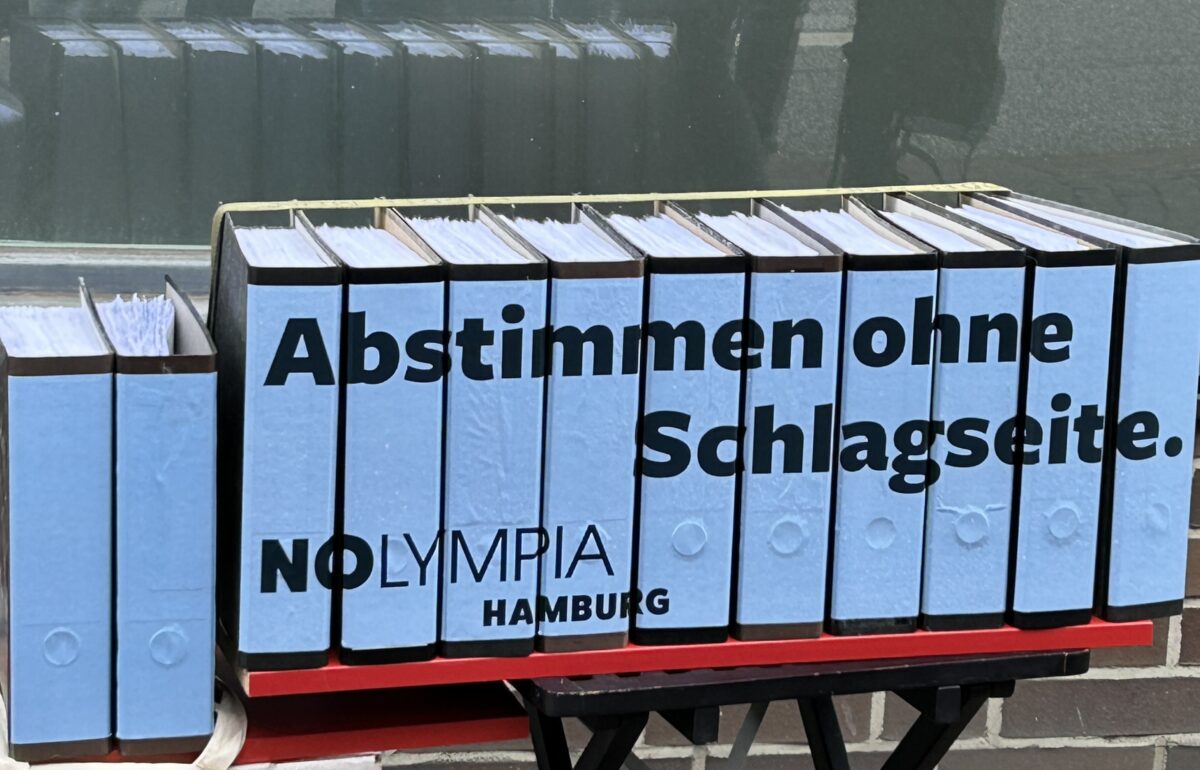 Abstimmen ohne
Schlagseite.
NOLYMPIA
HAMBURG